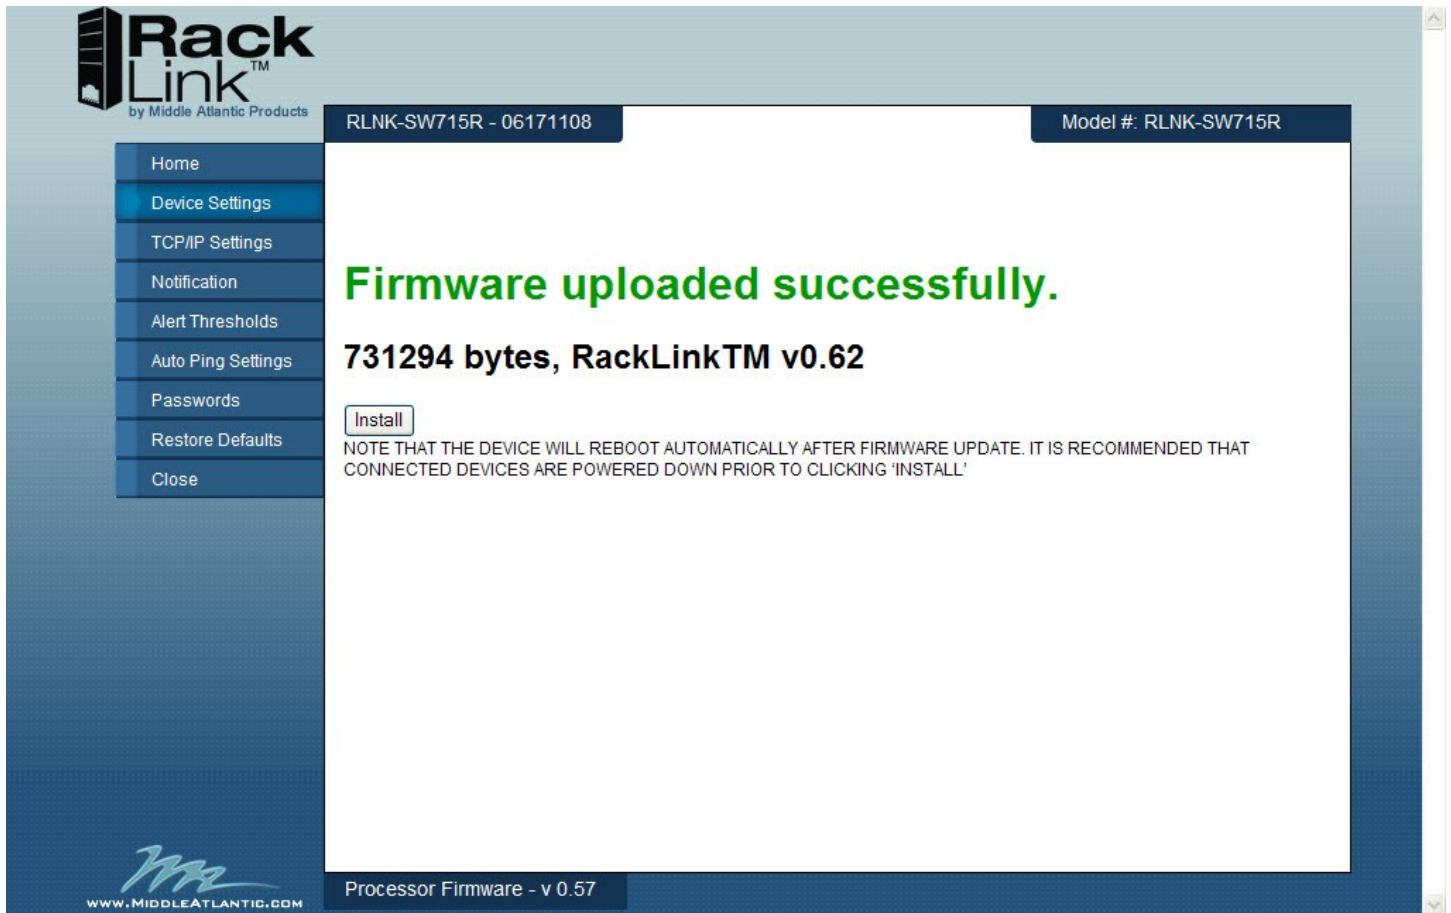 Rack
Link™
by Middle Atlantic Products
RLNK-SW715R - 06171108
Model #: RLNK-SW715R
Home
Device Settings
TCP/IP Settings
Notification
Alert Thresholds
Auto Ping Settings
Passwords
Restore Defaults
Close
Firmware uploaded successfully.
731294 bytes, RackLinkTM v0.62
Install
NOTE THAT THE DEVICE WILL REBOOT AUTOMATICALLY AFTER FIRMWARE UPDATE. IT IS RECOMMENDED THAT
CONNECTED DEVICES ARE POWERED DOWN PRIOR TO CLICKING ‘INSTALL’
WWW.MIDDLEATLANTIC.COM
Processor Firmware - v 0.57